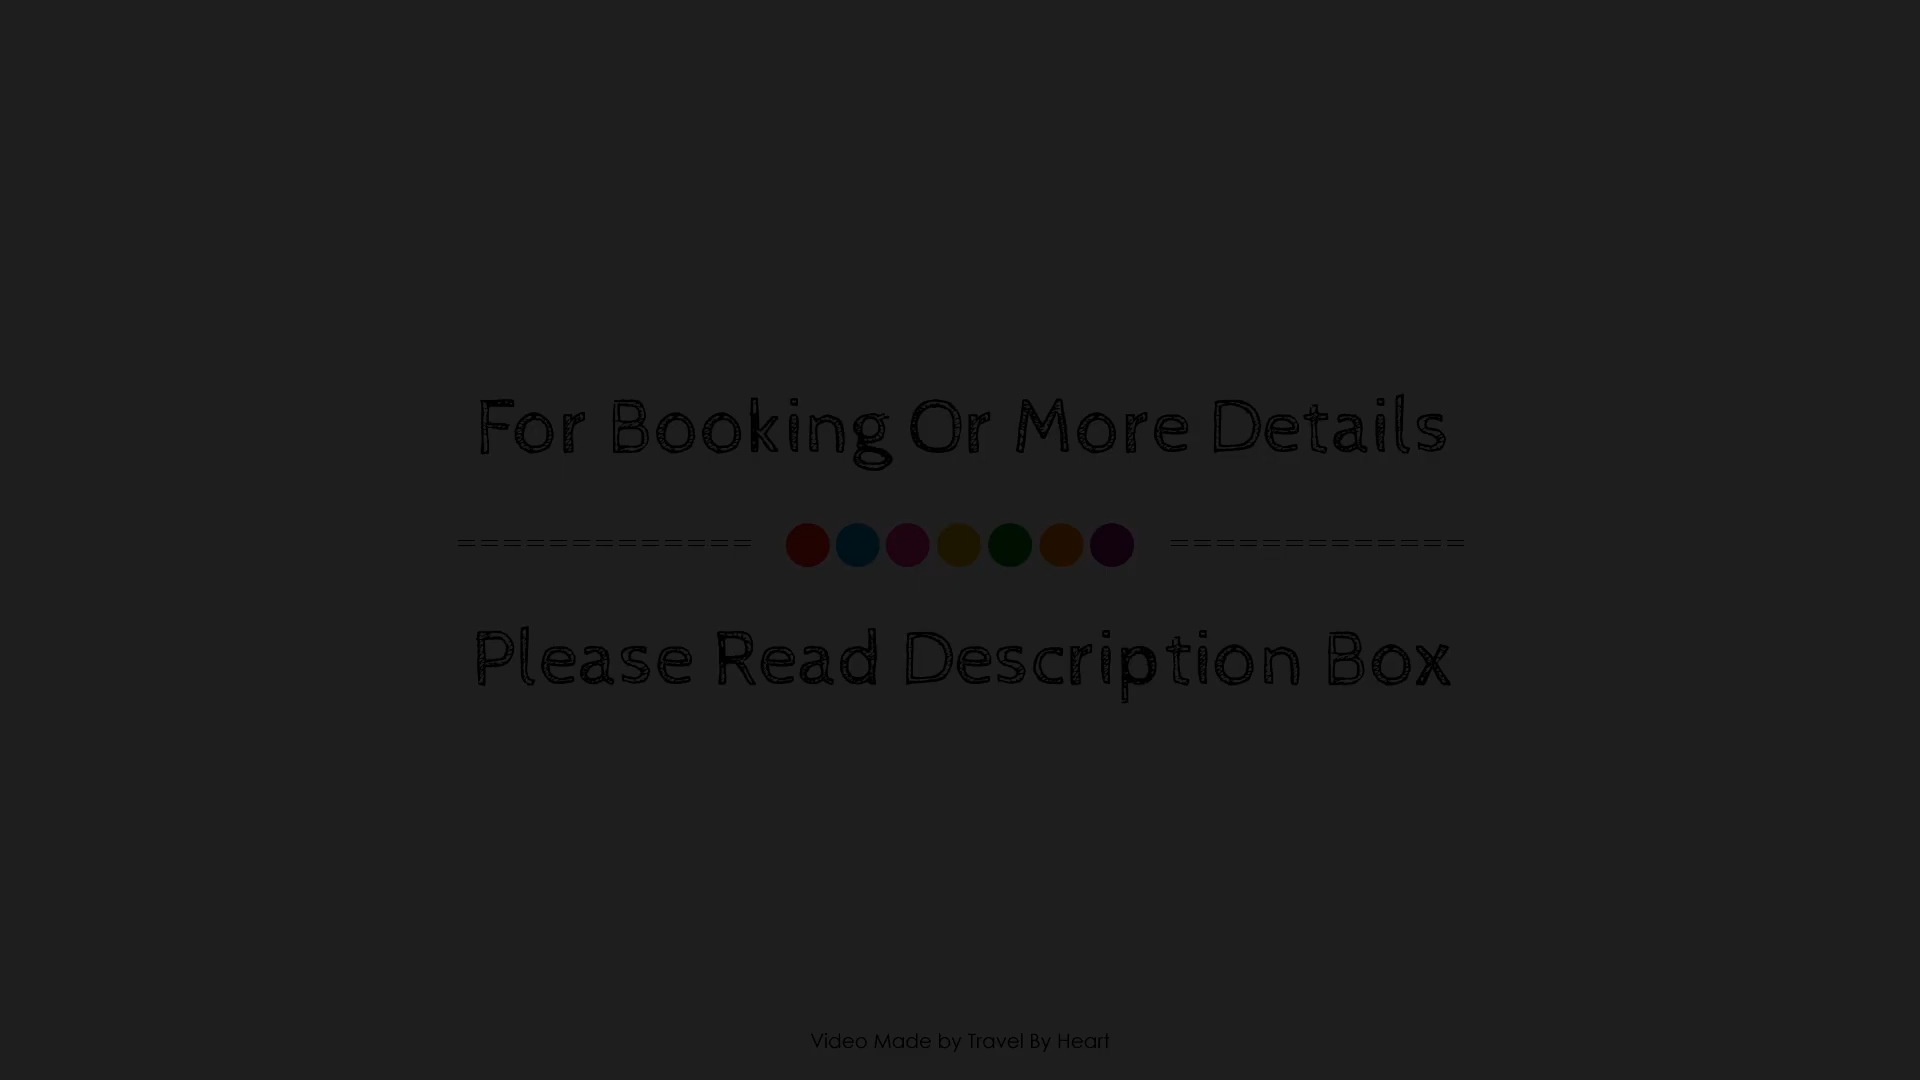 For Booking Or More Details
============= =============
Please Read Description Box
Video Made by Travel By Heart